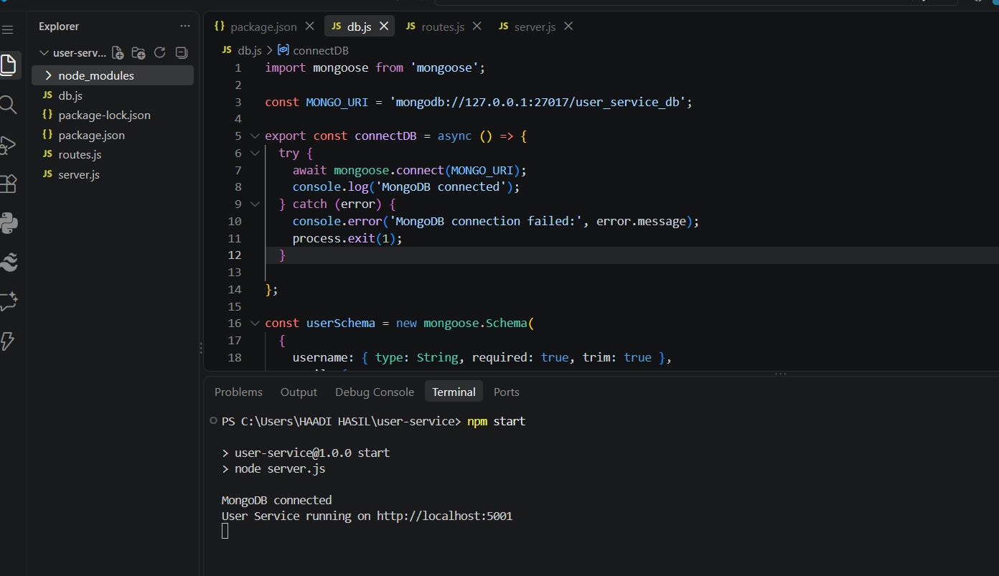 Explorer
user-serv...
node_modules
JS db.js
{} package-lock.json
{} package.json
JS routes.js
JS server.js
{} package.json
JS db.js
JS routes.js
JS server.js
JS db.js > connectDB
1 import mongoose from 'mongoose';
2
3 const MONGO_URI = 'mongodb://127.0.0.1:27017/user_service_db';
4
5 export const connectDB = async () => {
6 try {
7 await mongoose.connect(MONGO_URI);
8 console.log('MongoDB connected');
9 } catch (error) {
10 console.error('MongoDB connection failed:', error.message);
11 process.exit(1);
12 }
13
14 };
15
16 const userSchema = new mongoose.Schema(
17 {
18 username: { type: String, required: true, trim: true },
Problems Output Debug Console Terminal Ports
PS C:\Users\HAADI HASIL\user-service> npm start
> user-service@1.0.0 start
> node server.js
MongoDB connected
User Service running on http://localhost:5001